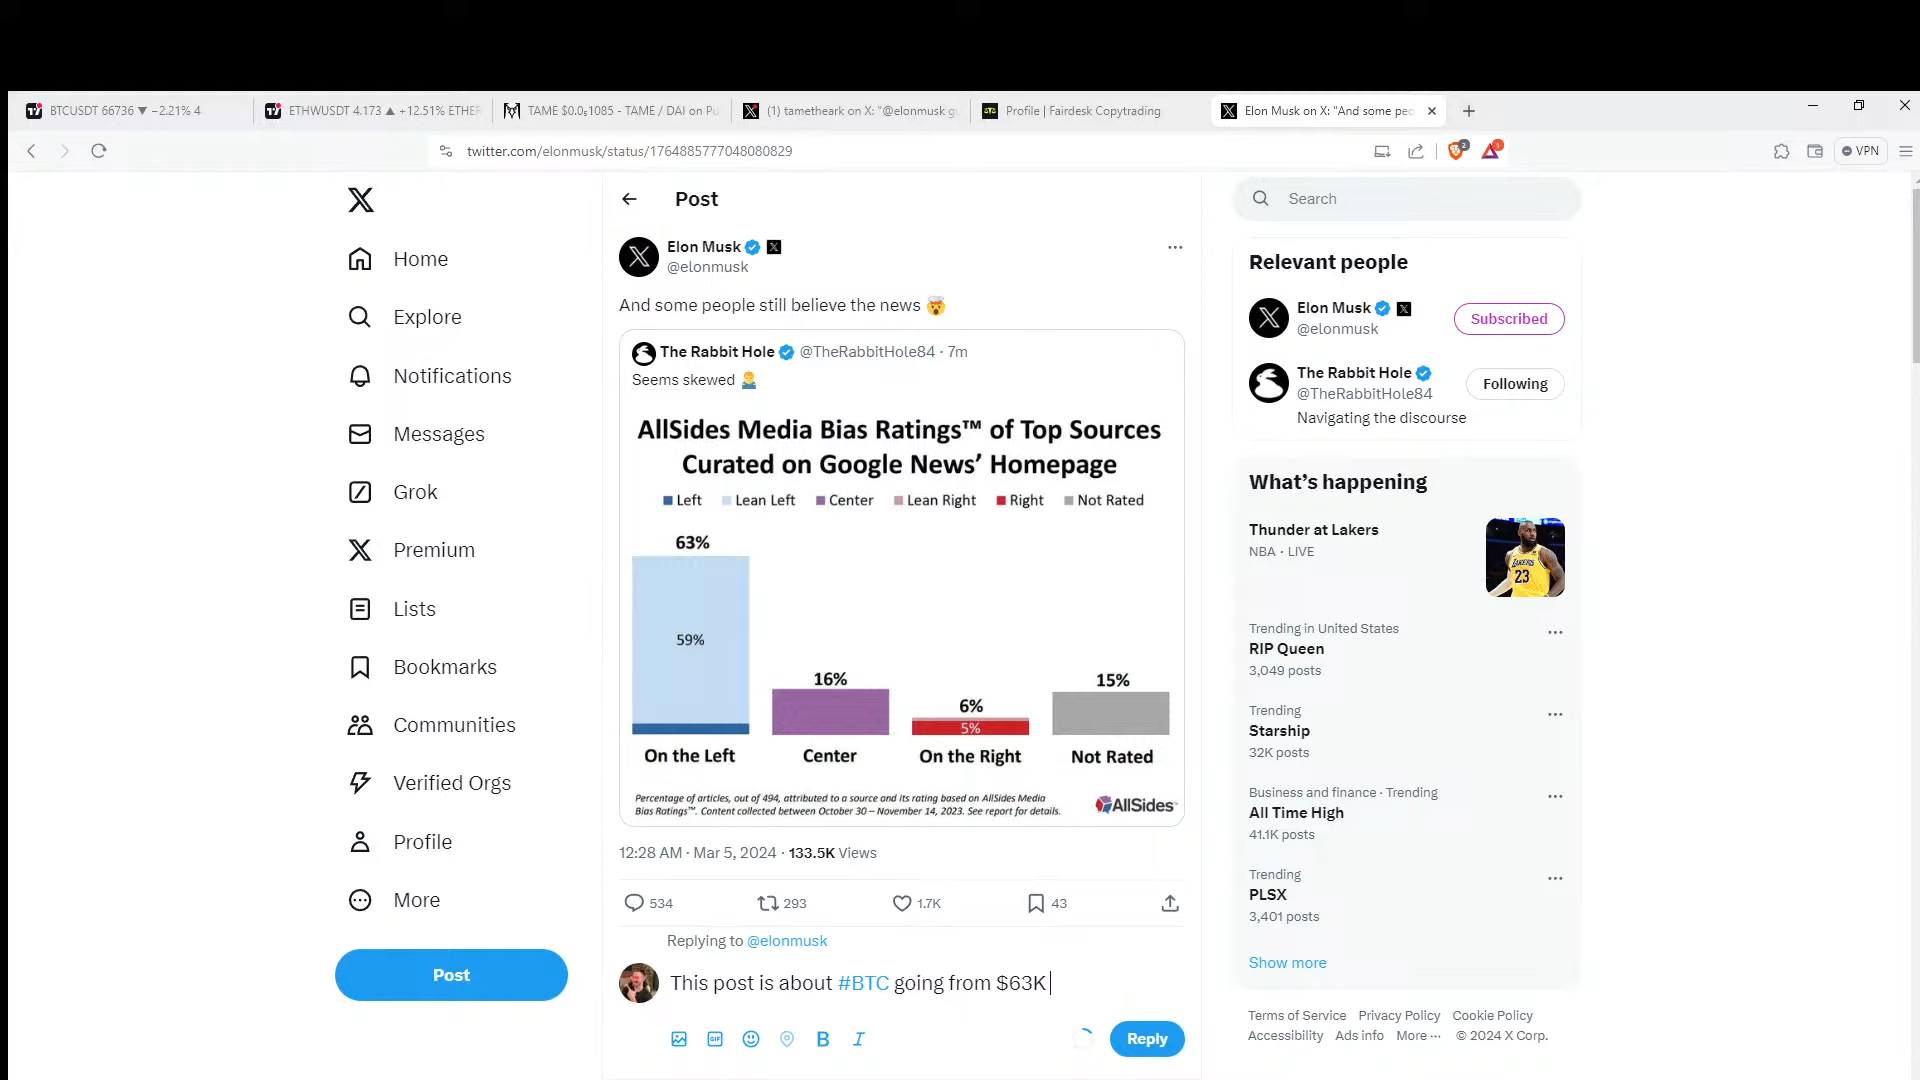 BTCUSDT 66736 ▼ −2.21% 4
ETHWUSDT 4.173 ▲ +12.51% ETHER
TAME $0.0₅1085 - TAME / DAI on Pu
(1) tametheark on X: "@elonmusk gu
Profile | Fairdesk Copytrading
Elon Musk on X: "And some pec
twitter.com/elonmusk/status/1764885777048080829
2
1
VPN
Home
Explore
Notifications
Messages
Grok
Premium
Lists
Bookmarks
Communities
Verified Orgs
Profile
More
Post
Post
Elon Musk
@elonmusk
And some people still believe the news 🤯
The Rabbit Hole @TheRabbitHole84 · 7m
Seems skewed 🤷‍♂️
AllSides Media Bias Ratings™ of Top Sources
Curated on Google News’ Homepage
Left Lean Left Center Lean Right Right Not Rated
63%
59%
16%
6%
5%
15%
On the Left Center On the Right Not Rated
Percentage of articles, out of 494, attributed to a source and its rating based on AllSides Media
Bias Ratings™. Content collected between October 30 – November 14, 2023. See report for details.
AllSides™
12:28 AM · Mar 5, 2024 · 133.5K Views
534 293 1.7K 43
Replying to @elonmusk
This post is about #BTC going from $63K
GIF
B I
Reply
Search
Relevant people
Elon Musk
@elonmusk
Subscribed
The Rabbit Hole
@TheRabbitHole84
Following
Navigating the discourse
What’s happening
Thunder at Lakers
NBA · LIVE
LAKERS
23
Trending in United States
RIP Queen
3,049 posts
Trending
Starship
32K posts
Business and finance · Trending
All Time High
41.1K posts
Trending
PLSX
3,401 posts
Show more
Terms of Service Privacy Policy Cookie Policy
Accessibility Ads info More ··· © 2024 X Corp.